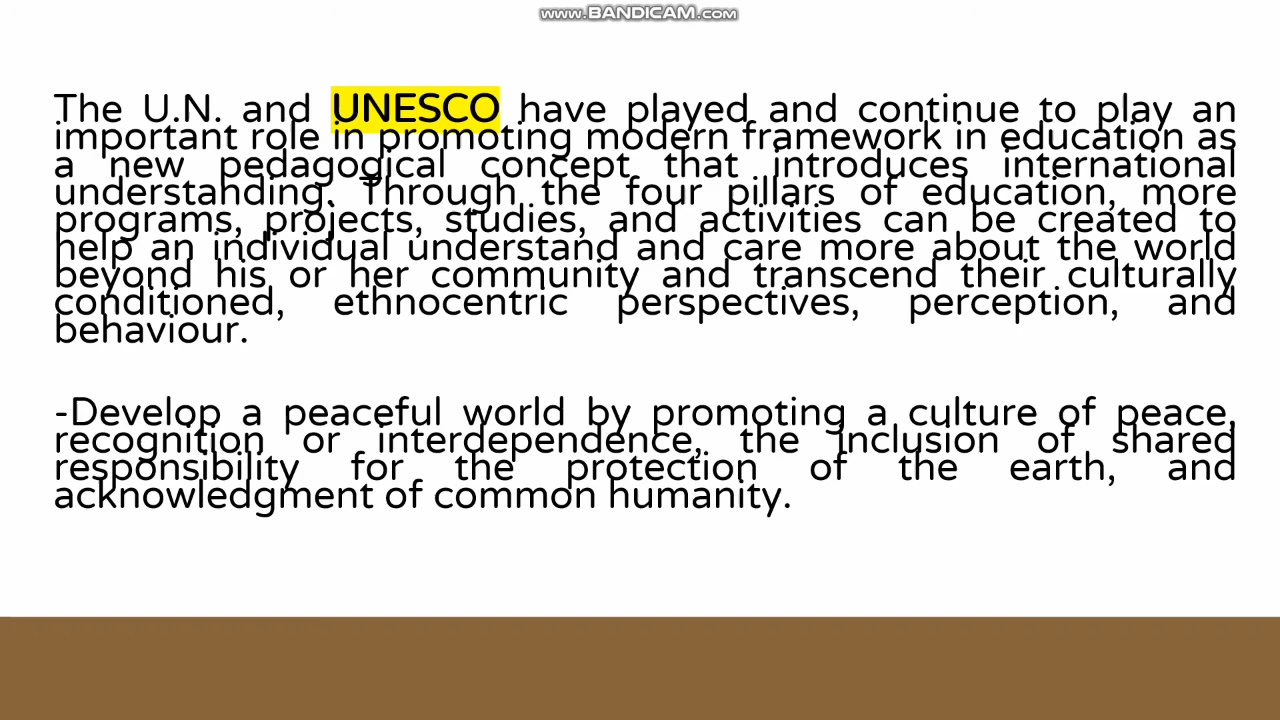 www.BANDICAM.com
The U.N. and UNESCO have played and continue to play an
important role in promoting modern framework in education as
a new pedagogical concept that introduces international
understanding. Through the four pillars of education, more
programs, projects, studies, and activities can be created to
help an individual understand and care more about the world
beyond his or her community and transcend their culturally
conditioned, ethnocentric perspectives, perception, and
behaviour.
-Develop a peaceful world by promoting a culture of peace,
recognition or interdependence, the inclusion of shared
responsibility for the protection of the earth, and
acknowledgment of common humanity.